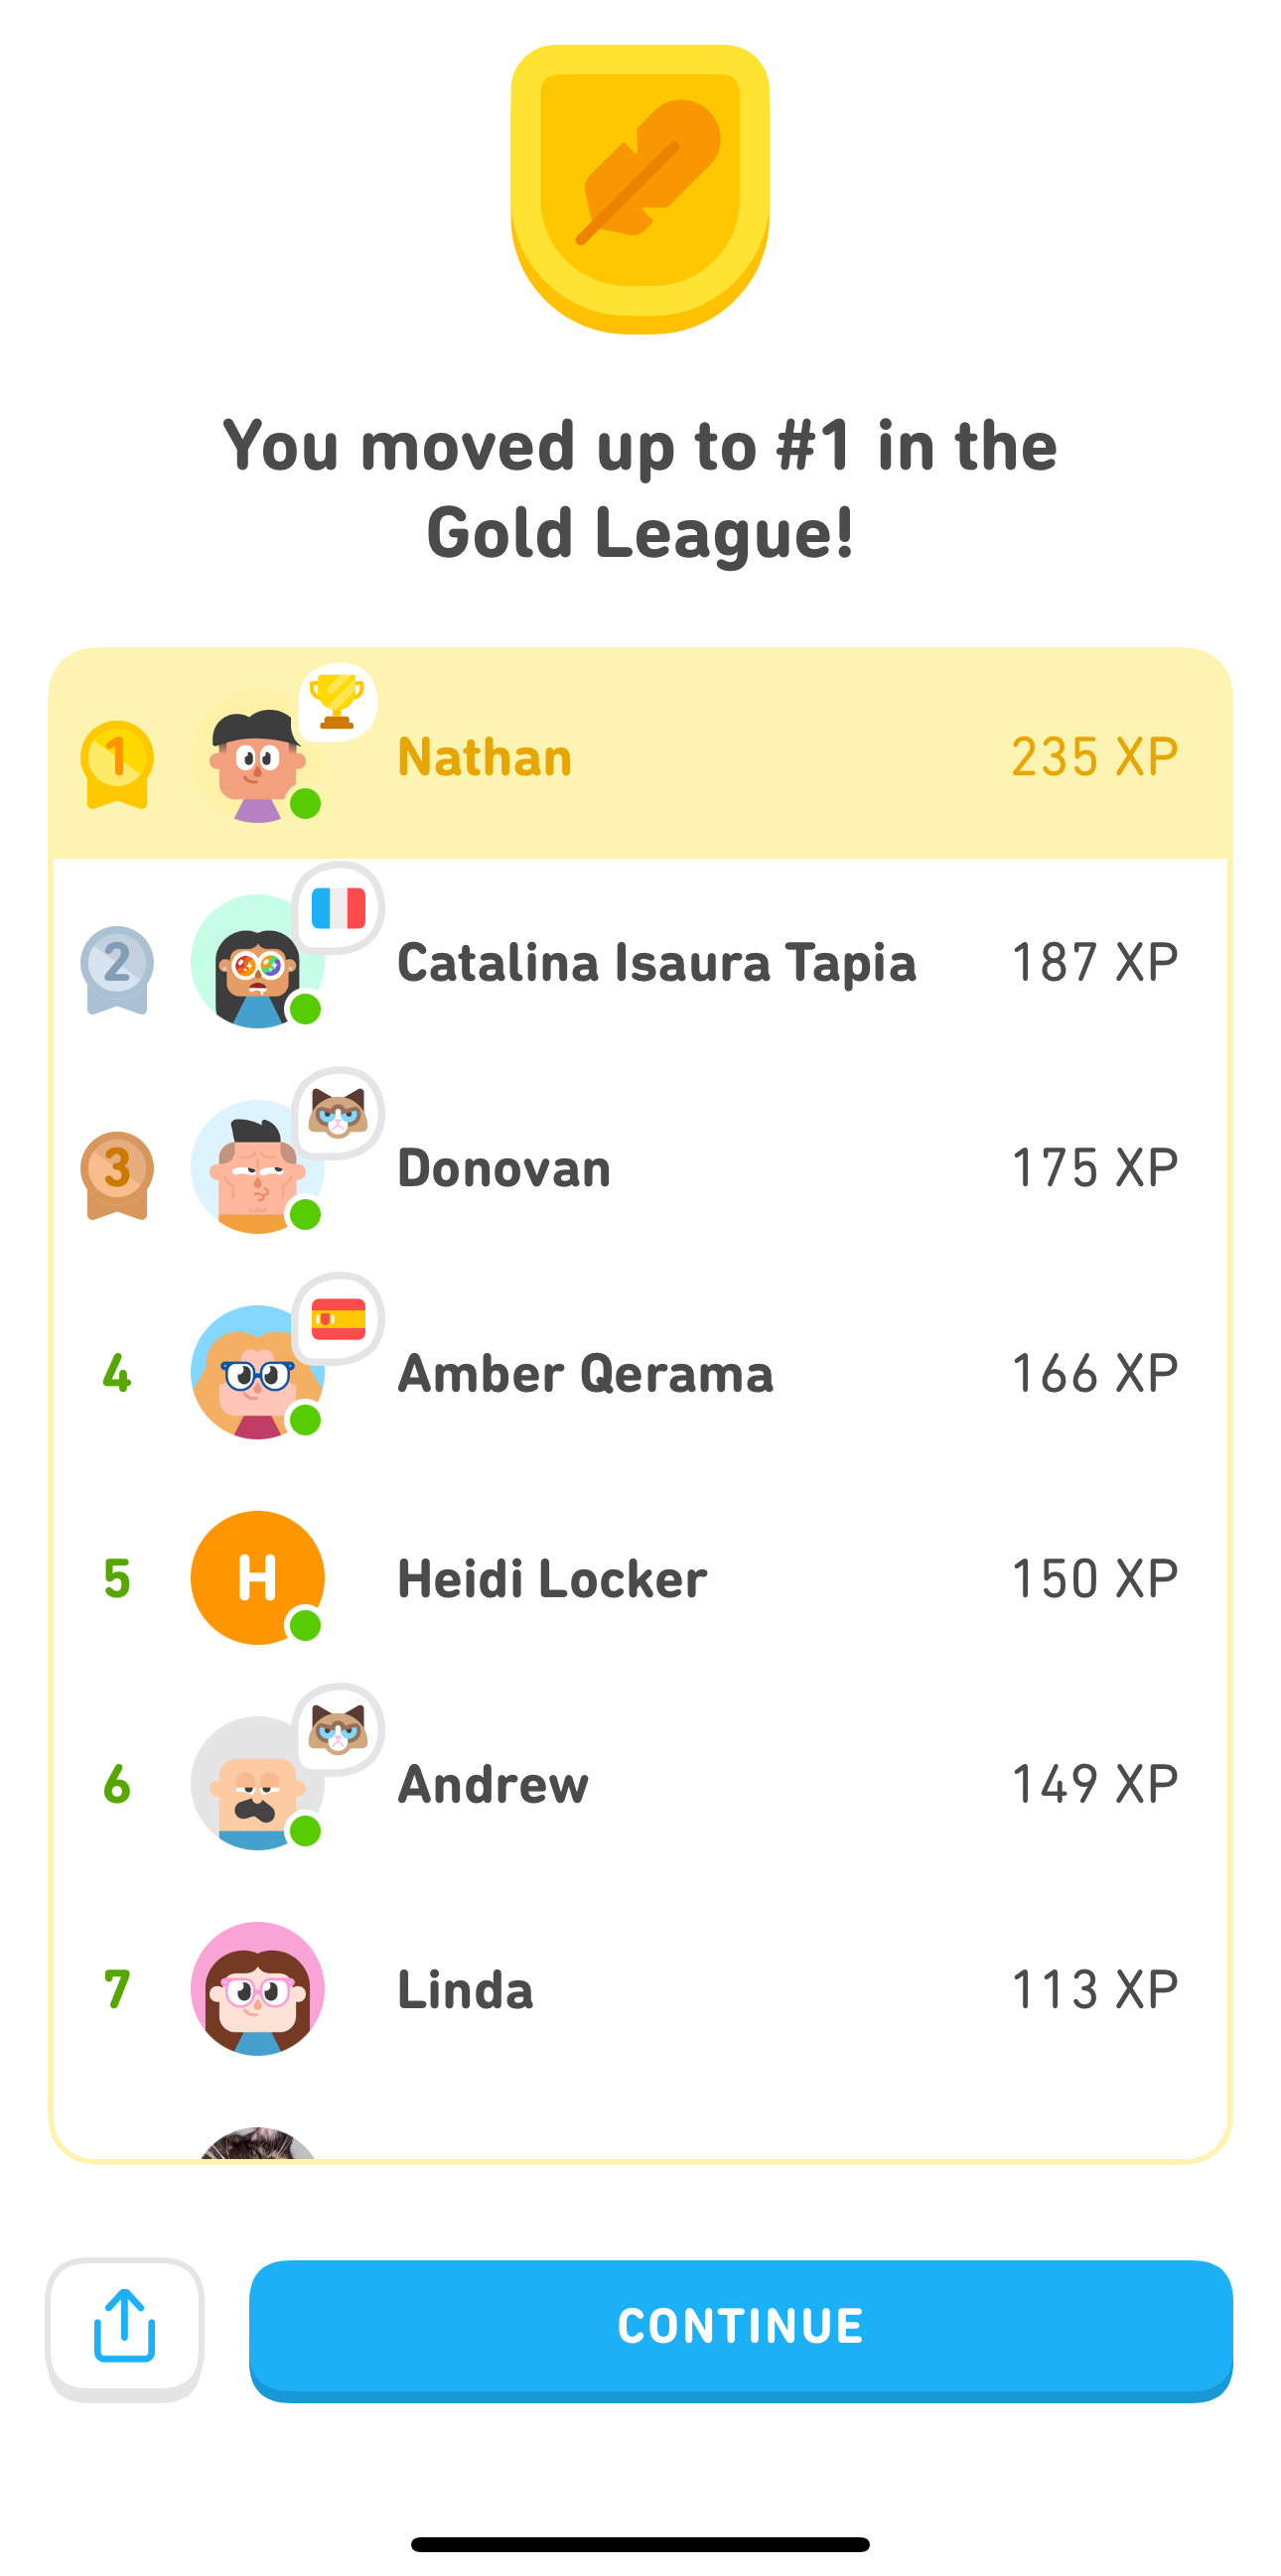 You moved up to #1 in the
Gold League!
1 Nathan 235 XP
2 Catalina Isaura Tapia 187 XP
3 Donovan 175 XP
4 Amber Qerama 166 XP
5 H Heidi Locker 150 XP
6 Andrew 149 XP
7 Linda 113 XP
CONTINUE